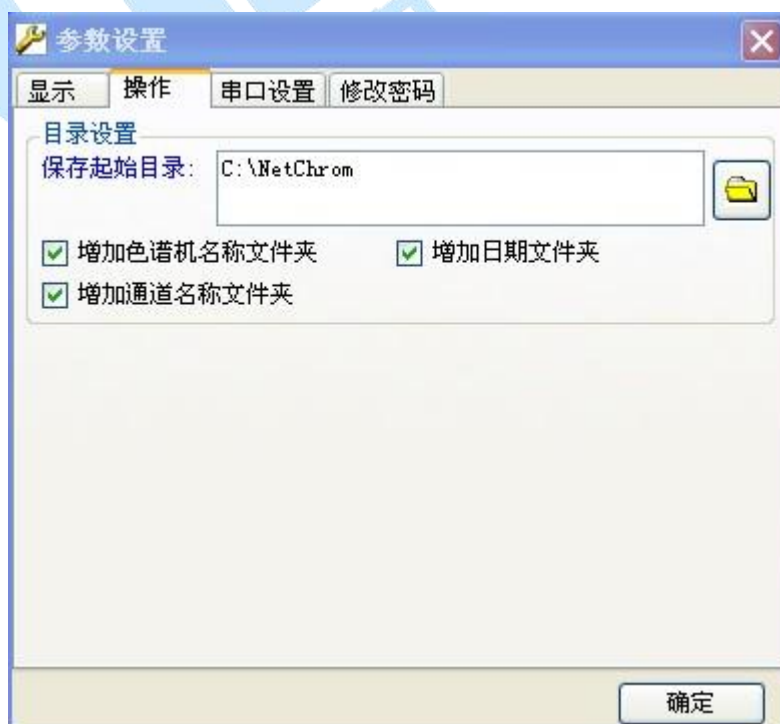 参数设置
显示 操作 串口设置 修改密码
目录设置
保存起始目录: C:\NetChrom
增加色谱机名称文件夹 增加日期文件夹
增加通道名称文件夹
确定